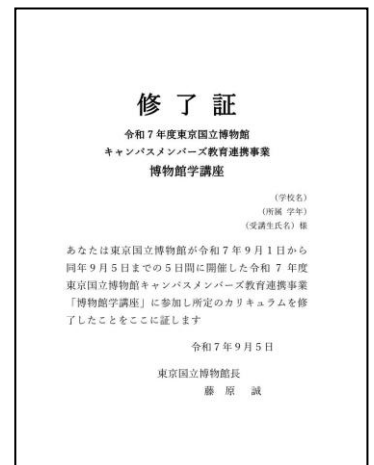 修了証
令和7年度東京国立博物館
キャンパスメンバーズ教育連携事業
博物館学講座
(学校名)
(所属 学年)
(受講生氏名) 様
あなたは東京国立博物館が令和7年9月1日から
同年9月5日までの5日間に開催した令和 7 年度
東京国立博物館キャンパスメンバーズ教育連携事業
「博物館学講座」に参加し所定のカリキュラムを修
了したことをここに証します
令和7年9月5日
東京国立博物館長
藤 原 誠